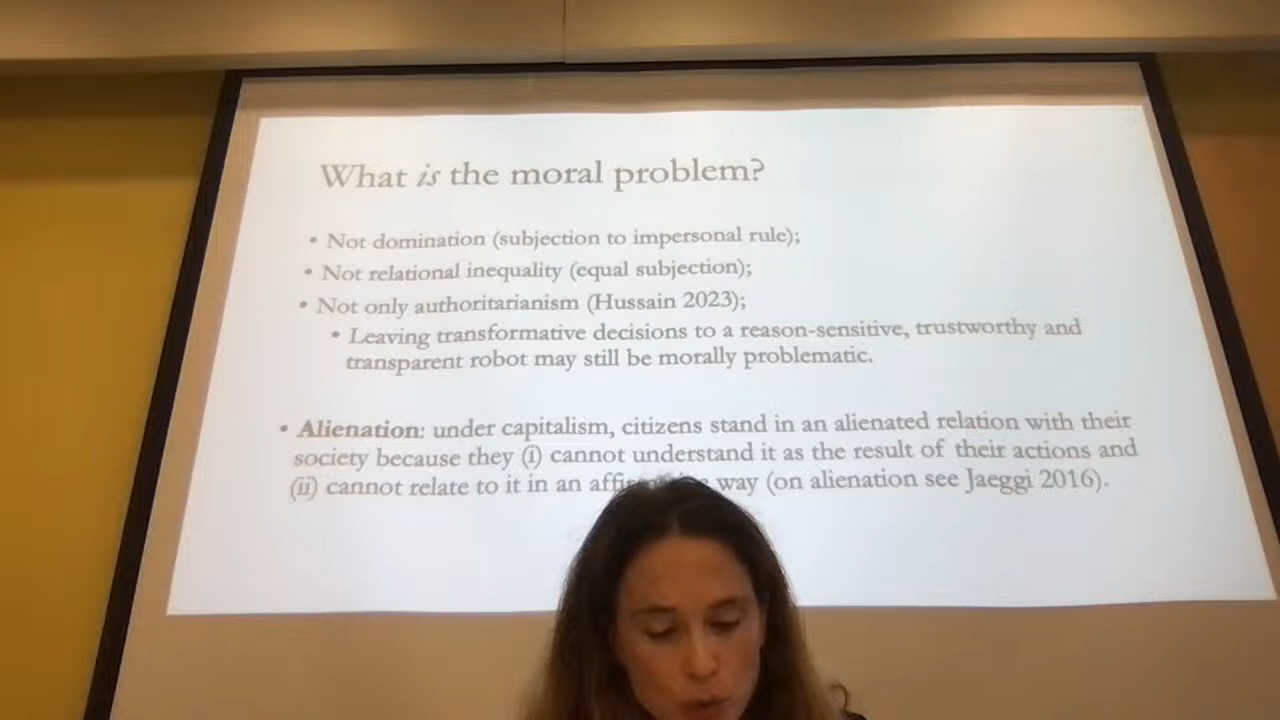 What is the moral problem?
• Not domination (subjection to impersonal rule);
• Not relational inequality (equal subjection);
• Not only authoritarianism (Hussain 2023);
• Leaving transformative decisions to a reason-sensitive, trustworthy and
transparent robot may still be morally problematic.
• Alienation: under capitalism, citizens stand in an alienated relation with their
society because they (i) cannot understand it as the result of their actions and
(ii) cannot relate to it in an way (on alienation see Jaeggi 2016).